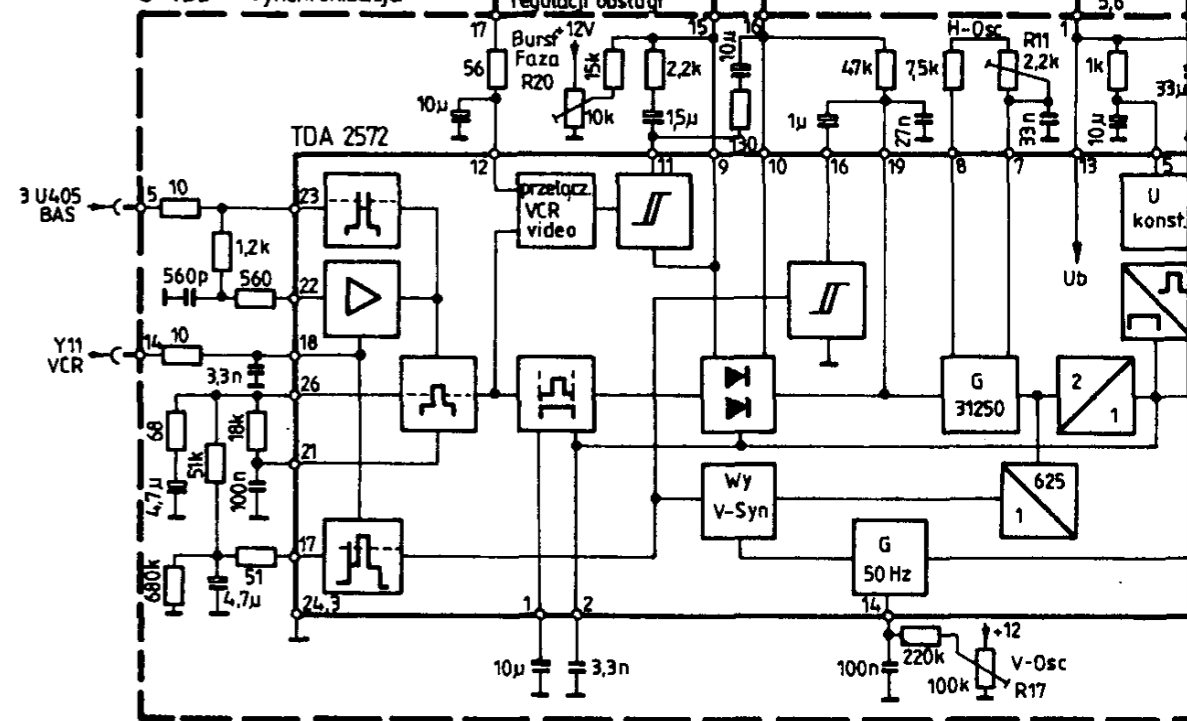 17
15
16
5,6
1
Burst
Faza
R20
+12V
56
10µ
15k
10k
2,2k
1,5µ
10µ
130
47k
1µ
27n
H-Osc
7,5k
R11
2,2k
33n
1k
10µ
33µ
TDA 2572
12
11
9
10
16
19
8
7
13
5
3 U405
BAS
5
10
23
1,2k
560p
560
22
przełącz.
VCR
video
U
konst.
Ub
Y11
VCR
14
10
18
3,3n
26
68
51k
18k
21
4,7µ
100n
G
31250
2
1
Wy
V-Syn
625
1
17
51
680k
4,7µ
G
50 Hz
24,3
1
2
14
10µ
3,3n
100n
220k
+12
100k
V-Osc
R17